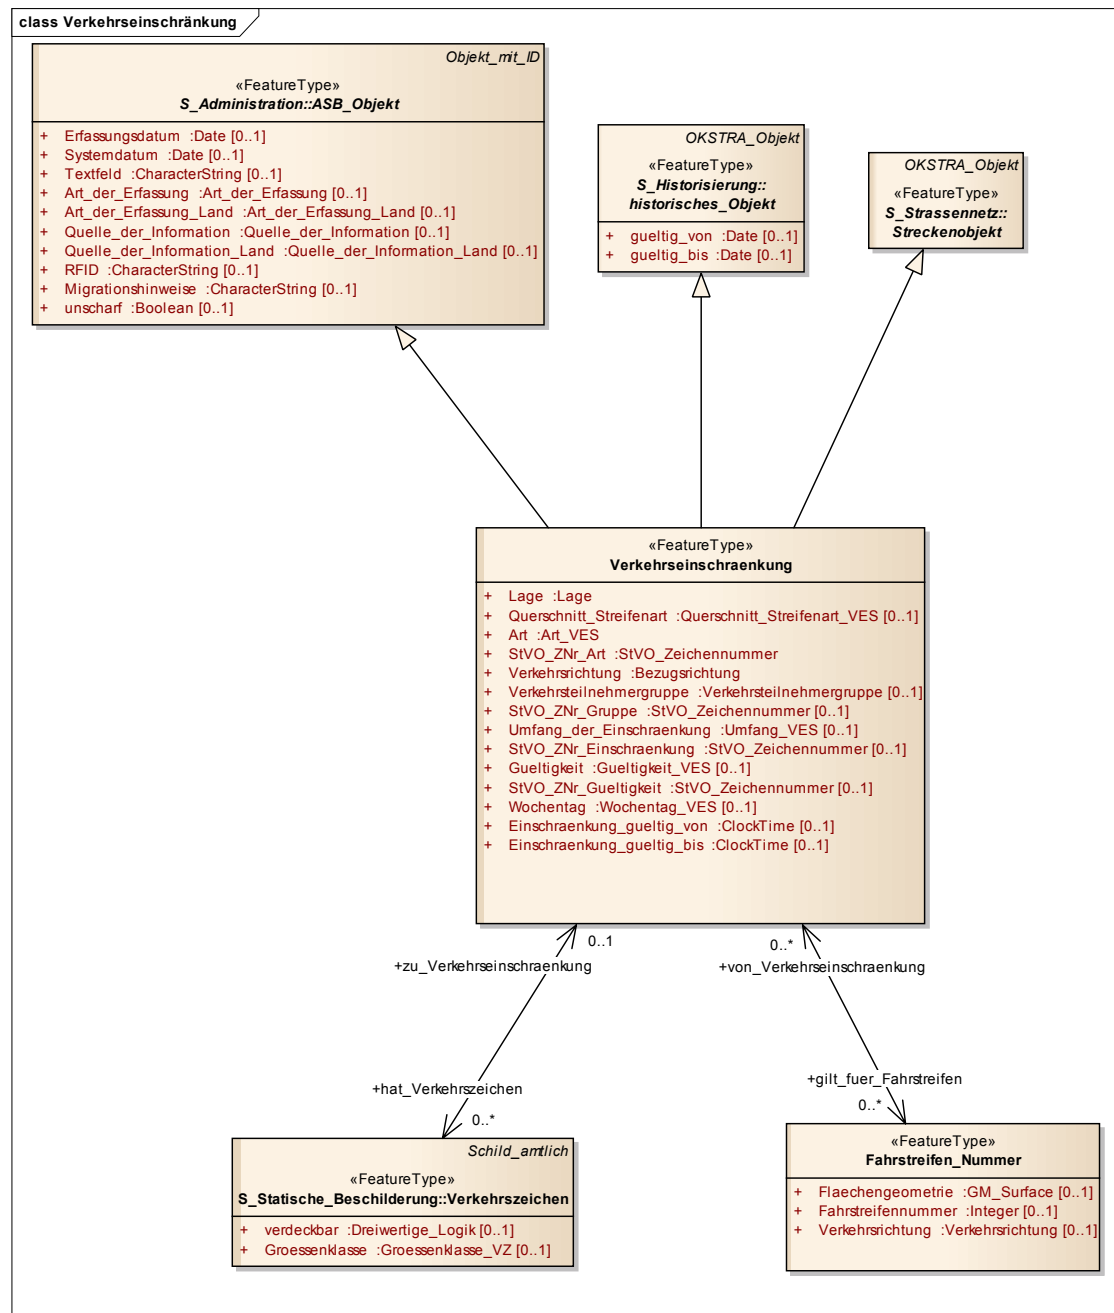 class Verkehrseinschränkung
Objekt_mit_ID
«FeatureType»
S_Administration::ASB_Objekt
+ Erfassungsdatum :Date [0..1]
+ Systemdatum :Date [0..1]
+ Textfeld :CharacterString [0..1]
+ Art_der_Erfassung :Art_der_Erfassung [0..1]
+ Art_der_Erfassung_Land :Art_der_Erfassung_Land [0..1]
+ Quelle_der_Information :Quelle_der_Information [0..1]
+ Quelle_der_Information_Land :Quelle_der_Information_Land [0..1]
+ RFID :CharacterString [0..1]
+ Migrationshinweise :CharacterString [0..1]
+ unscharf :Boolean [0..1]
OKSTRA_Objekt
«FeatureType»
S_Historisierung::
historisches_Objekt
+ gueltig_von :Date [0..1]
+ gueltig_bis :Date [0..1]
OKSTRA_Objekt
«FeatureType»
S_Strassennetz::
Streckenobjekt
«FeatureType»
Verkehrseinschraenkung
+ Lage :Lage
+ Querschnitt_Streifenart :Querschnitt_Streifenart_VES [0..1]
+ Art :Art_VES
+ StVO_ZNr_Art :StVO_Zeichennummer
+ Verkehrsrichtung :Bezugsrichtung
+ Verkehrsteilnehmergruppe :Verkehrsteilnehmergruppe [0..1]
+ StVO_ZNr_Gruppe :StVO_Zeichennummer [0..1]
+ Umfang_der_Einschraenkung :Umfang_VES [0..1]
+ StVO_ZNr_Einschraenkung :StVO_Zeichennummer [0..1]
+ Gueltigkeit :Gueltigkeit_VES [0..1]
+ StVO_ZNr_Gueltigkeit :StVO_Zeichennummer [0..1]
+ Wochentag :Wochentag_VES [0..1]
+ Einschraenkung_gueltig_von :ClockTime [0..1]
+ Einschraenkung_gueltig_bis :ClockTime [0..1]
0..1
+zu_Verkehrseinschraenkung
0..*
+von_Verkehrseinschraenkung
+hat_Verkehrszeichen
0..*
+gilt_fuer_Fahrstreifen
0..*
Schild_amtlich
«FeatureType»
S_Statische_Beschilderung::Verkehrszeichen
+ verdeckbar :Dreiwertige_Logik [0..1]
+ Groessenklasse :Groessenklasse_VZ [0..1]
«FeatureType»
Fahrstreifen_Nummer
+ Flaechengeometrie :GM_Surface [0..1]
+ Fahrstreifennummer :Integer [0..1]
+ Verkehrsrichtung :Verkehrsrichtung [0..1]